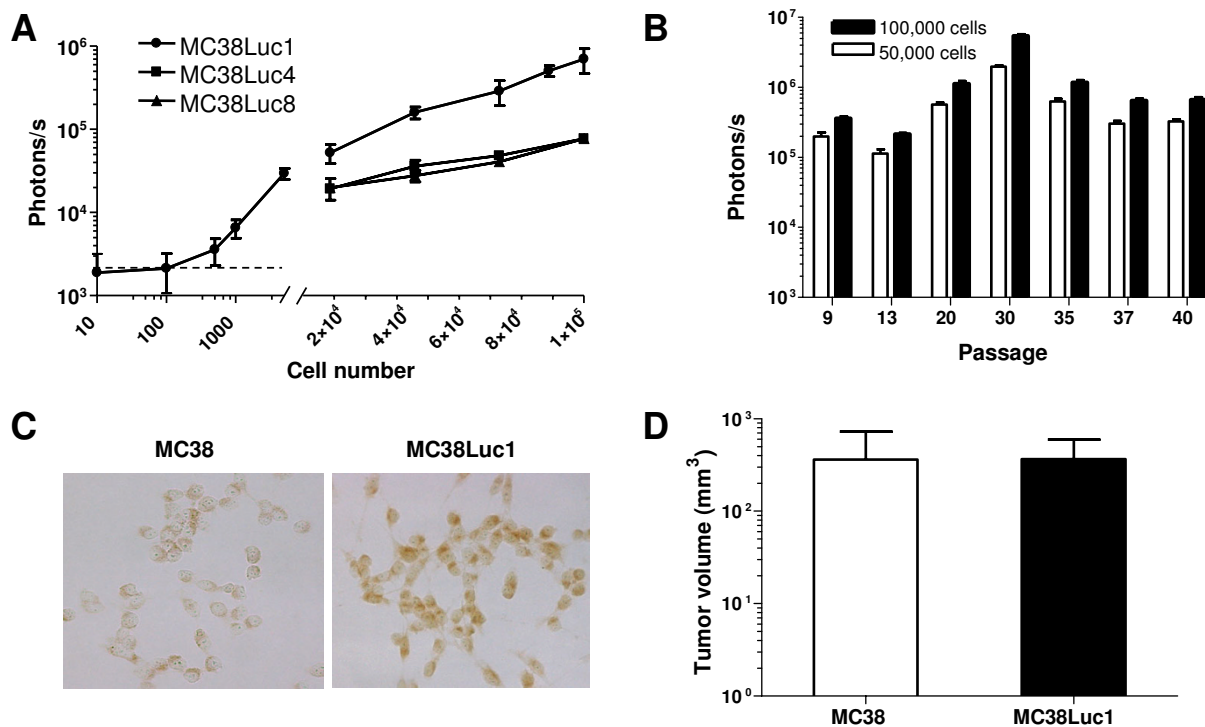 A
MC38Luc1
MC38Luc4
MC38Luc8
Photons/s
10⁶
10⁵
10⁴
10³
10
100
1000
2×10⁴
4×10⁴
6×10⁴
8×10⁴
1×10⁵
Cell number
B
100,000 cells
50,000 cells
Photons/s
10⁷
10⁶
10⁵
10⁴
10³
9
13
20
30
35
37
40
Passage
C
MC38
MC38Luc1
D
Tumor volume (mm³)
10³
10²
10¹
10⁰
MC38
MC38Luc1